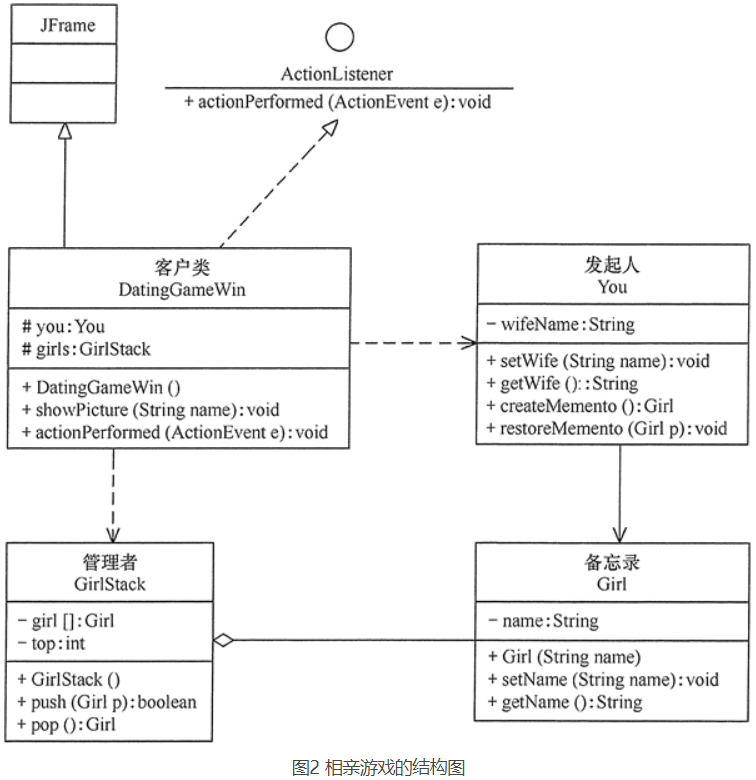 JFrame
ActionListener
+ actionPerformed (ActionEvent e): void
客户类
DatingGameWin
# you: You
# girls: GirlStack
+ DatingGameWin ()
+ showPicture (String name): void
+ actionPerformed (ActionEvent e): void
发起人
You
- wifeName: String
+ setWife (String name): void
+ getWife (): : String
+ createMemento (): Girl
+ restoreMemento (Girl p): void
管理者
GirlStack
- girl []: Girl
- top: int
+ GirlStack ()
+ push (Girl p): boolean
+ pop (): Girl
备忘录
Girl
- name: String
+ Girl (String name)
+ setName (String name): void
+ getName (): String
图2 相亲游戏的结构图